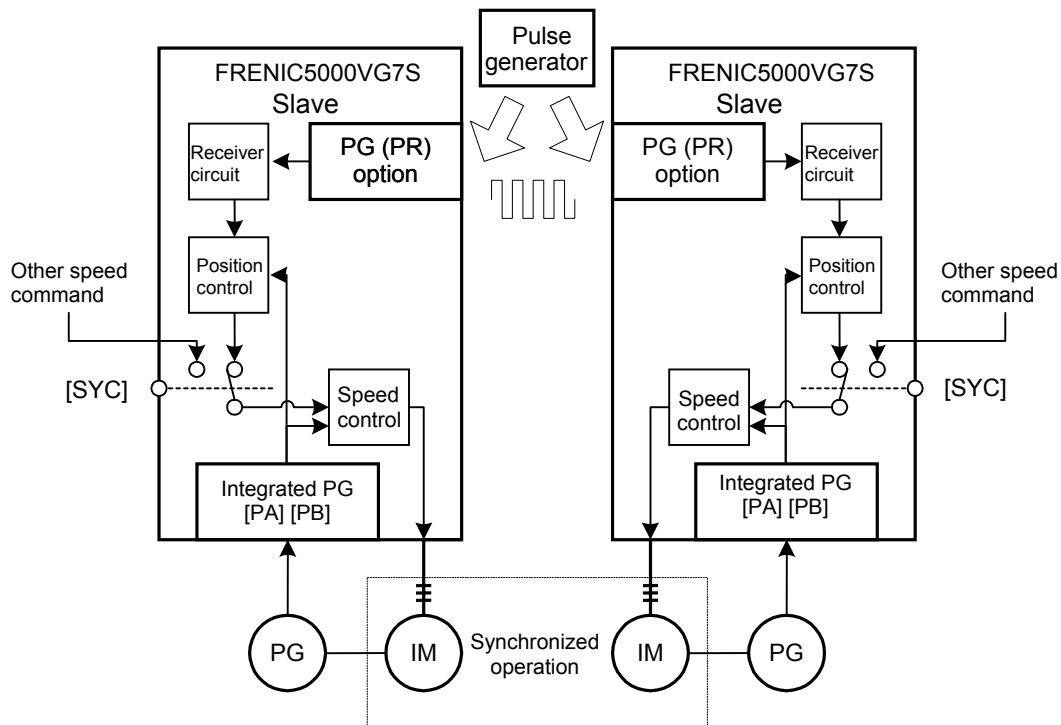 Pulse
generator
FRENIC5000VG7S
Slave
Receiver
circuit
PG (PR)
option
Position
control
Other speed
command
[SYC]
Speed
control
Integrated PG
[PA] [PB]
PG
IM
FRENIC5000VG7S
Slave
PG (PR)
option
Receiver
circuit
Position
control
Other speed
command
[SYC]
Speed
control
Integrated PG
[PA] [PB]
Synchronized
operation
IM
PG